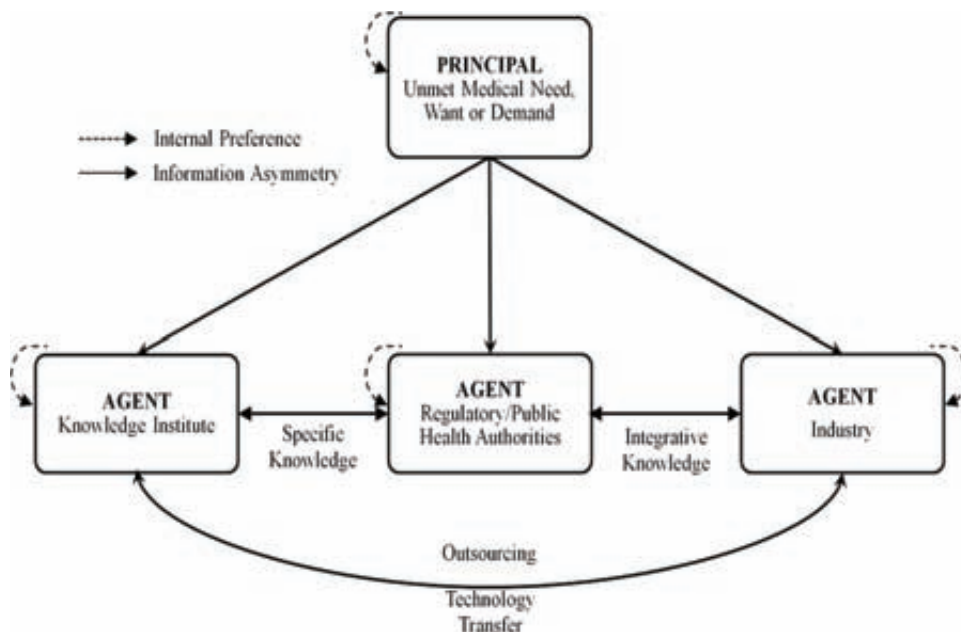 PRINCIPAL
Unmet Medical Need,
Want or Demand
Internal Preference
Information Asymmetry
AGENT
Knowledge Institute
Specific
Knowledge
AGENT
Regulatory/Public
Health Authorities
Integrative
Knowledge
AGENT
Industry
Outsourcing
Technology
Transfer